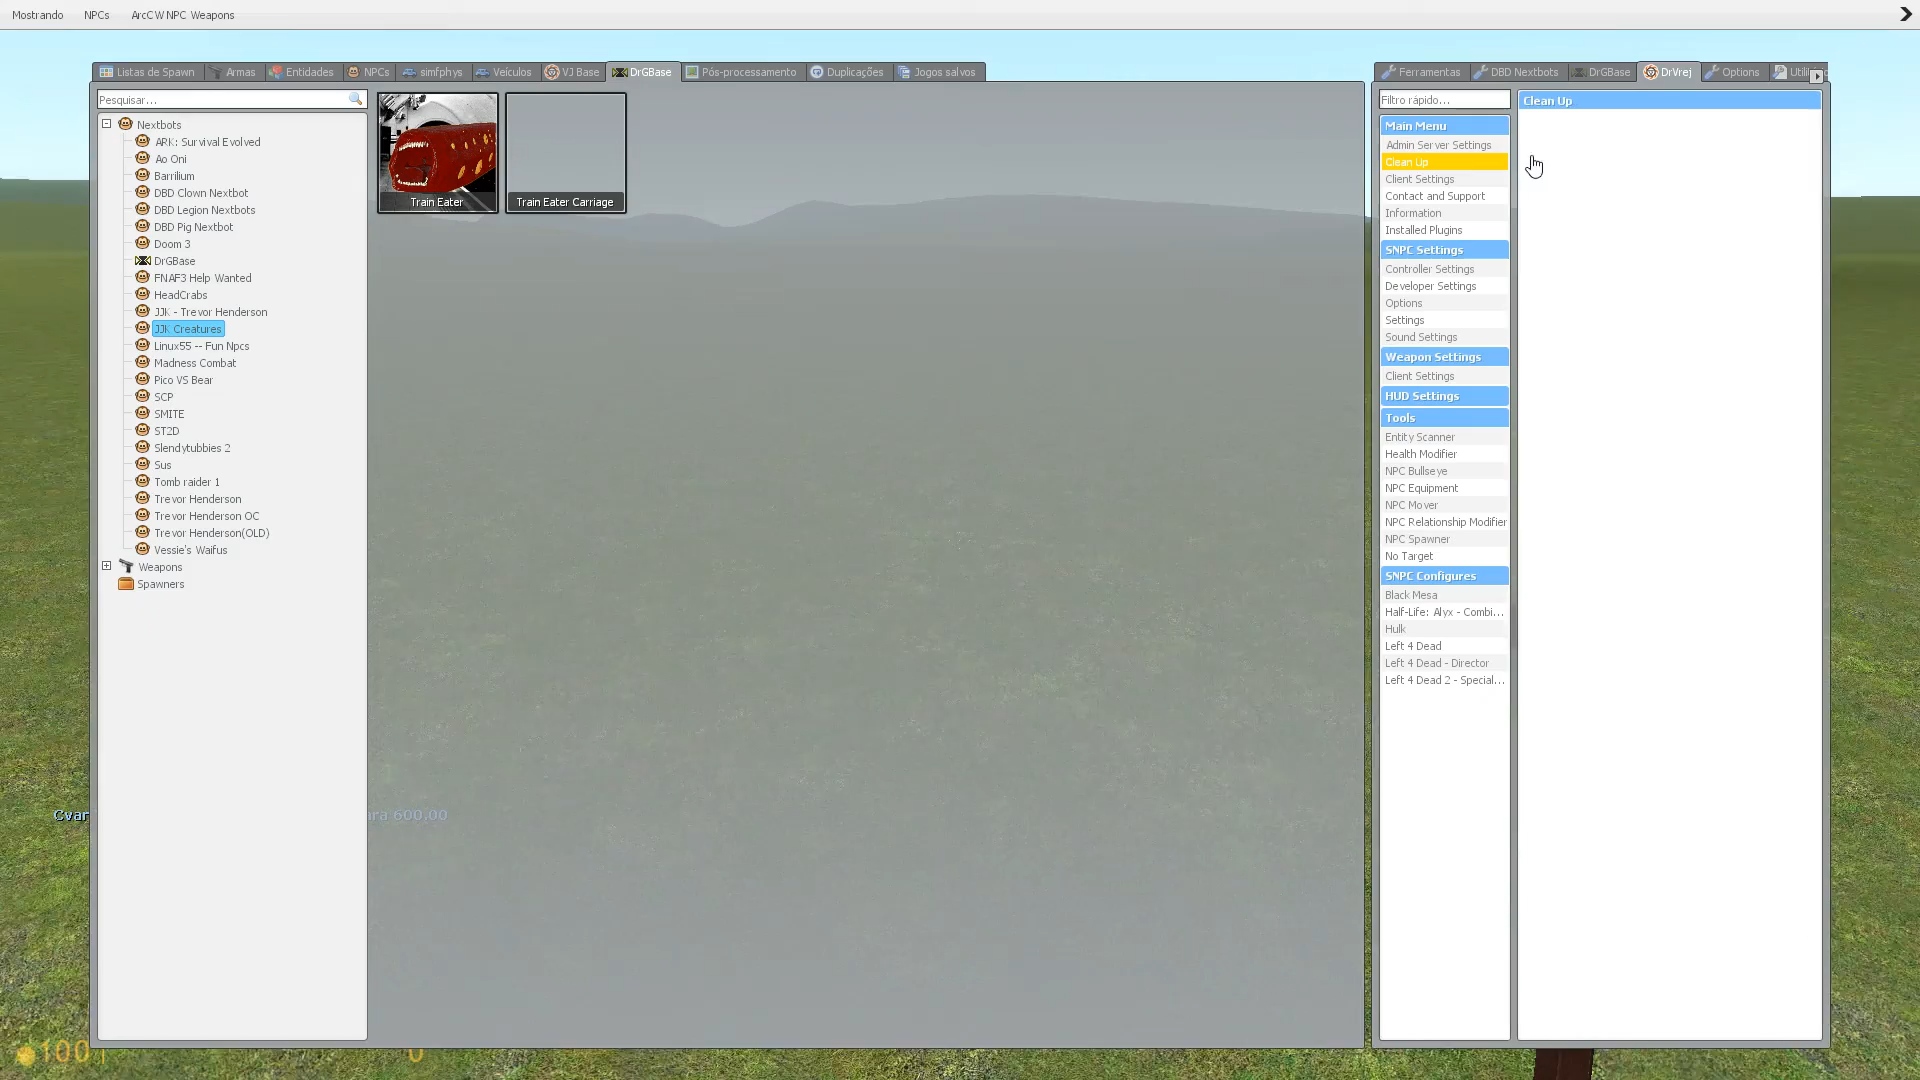 Mostrando NPCs ArcCW NPC Weapons
Listas de Spawn Armas Entidades NPCs simfphys Veículos VJ Base DrGBase Pós-processamento Duplicações Jogos salvos
Pesquisar...
Nextbots
ARK: Survival Evolved
Ao Oni
Barrilium
DBD Clown Nextbot
DBD Legion Nextbots
DBD Pig Nextbot
Doom 3
DrGBase
FNAF3 Help Wanted
HeadCrabs
JJK - Trevor Henderson
JJK Creatures
Linux55 -- Fun Npcs
Madness Combat
Pico VS Bear
SCP
SMITE
ST2D
Slendytubbies 2
Sus
Tomb raider 1
Trevor Henderson
Trevor Henderson OC
Trevor Henderson(OLD)
Vessie's Waifus
Weapons
Spawners
Train Eater
Train Eater Carriage
Cvar
ara 600.00
100
0
Ferramentas DBD Nextbots DrGBase DrVrej Options
Filtro rápido...
Main Menu
Admin Server Settings
Clean Up
Client Settings
Contact and Support
Information
Installed Plugins
SNPC Settings
Controller Settings
Developer Settings
Options
Settings
Sound Settings
Weapon Settings
Client Settings
HUD Settings
Tools
Entity Scanner
Health Modifier
NPC Bullseye
NPC Equipment
NPC Mover
NPC Relationship Modifier
NPC Spawner
No Target
SNPC Configures
Black Mesa
Half-Life: Alyx - Combi...
Hulk
Left 4 Dead
Left 4 Dead - Director
Left 4 Dead 2 - Special...
Clean Up